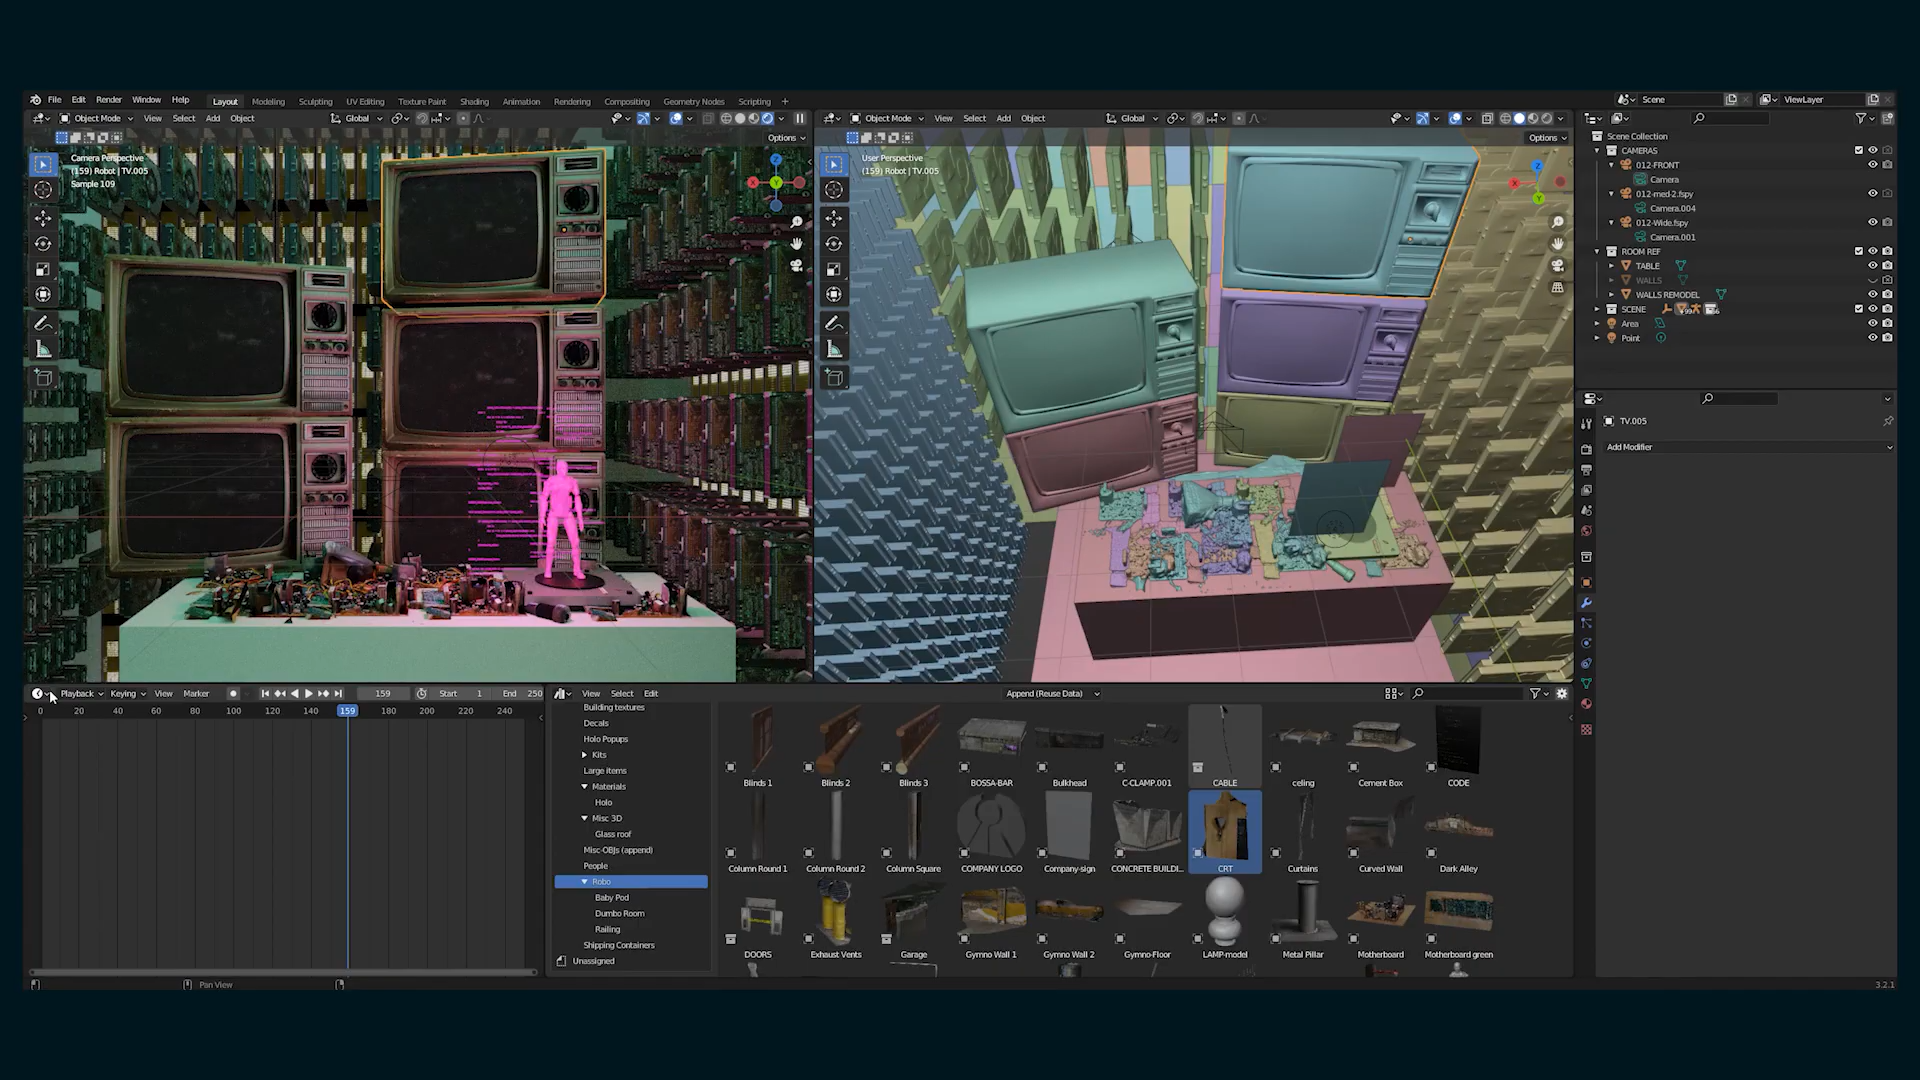 File Edit Render Window Help Layout Modeling Sculpting UV Editing Texture Paint Shading Animation Rendering Compositing Geometry Nodes Scripting + Scene ViewLayer
Object Mode View Select Add Object Global
Object Mode View Select Add Object Global
Options
Options
Camera Perspective
(159) Robot | TV.005
Sample 109
User Perspective
(159) Robot | TV.005
Scene Collection
CAMERAS
012-FRONT
Camera
012-med-2.fspy
Camera.004
012-Wide.fspy
Camera.001
ROOM REF
TABLE
WALLS
WALLS REMODEL
SCENE
Area
Point
TV.005
Add Modifier
Playback Keying View Marker 159 Start 1 End 250
0 20 40 60 80 100 120 140 159 180 200 220 240
View Select Edit Append (Reuse Data)
Building textures
Decals
Holo Popups
Kits
Large items
Materials
Holo
Misc 3D
Glass roof
Misc-OBJs (append)
People
Robo
Baby Pod
Dumbo Room
Railing
Shipping Containers
Unassigned
Blinds 1 Blinds 2 Blinds 3 BOSSA-BAR Bulkhead C-CLAMP.001 CABLE celing Cement Box CODE
Column Round 1 Column Round 2 Column Square COMPANY LOGO Company-sign CONCRETE BUILDI... CRT Curtains Curved Wall Dark Alley
DOORS Exhaust Vents Garage Gymno Wall 1 Gymno Wall 2 Gymno-Floor LAMP-model Metal Pillar Motherboard Motherboard green
Pan View
3.2.1